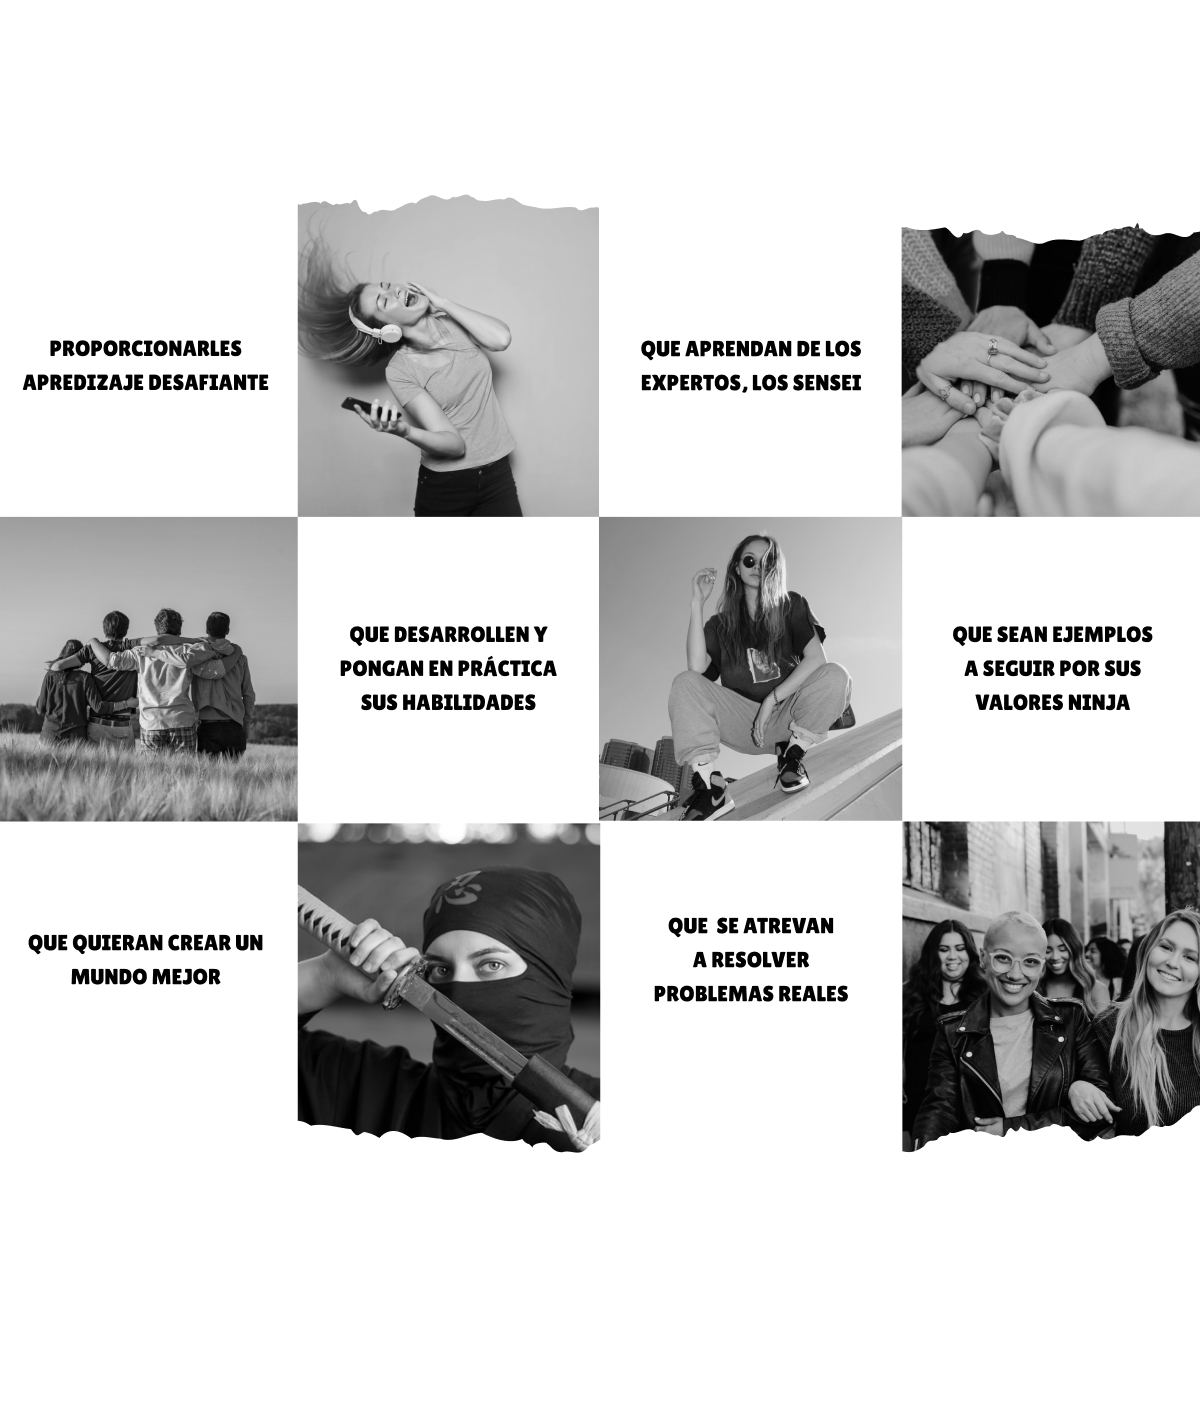 PROPORCIONARLES
APREDIZAJE DESAFIANTE
QUE APRENDAN DE LOS
EXPERTOS, LOS SENSEI
QUE DESARROLLEN Y
PONGAN EN PRÁCTICA
SUS HABILIDADES
QUE SEAN EJEMPLOS
A SEGUIR POR SUS
VALORES NINJA
QUE QUIERAN CREAR UN
MUNDO MEJOR
QUE SE ATREVAN
A RESOLVER
PROBLEMAS REALES
忍